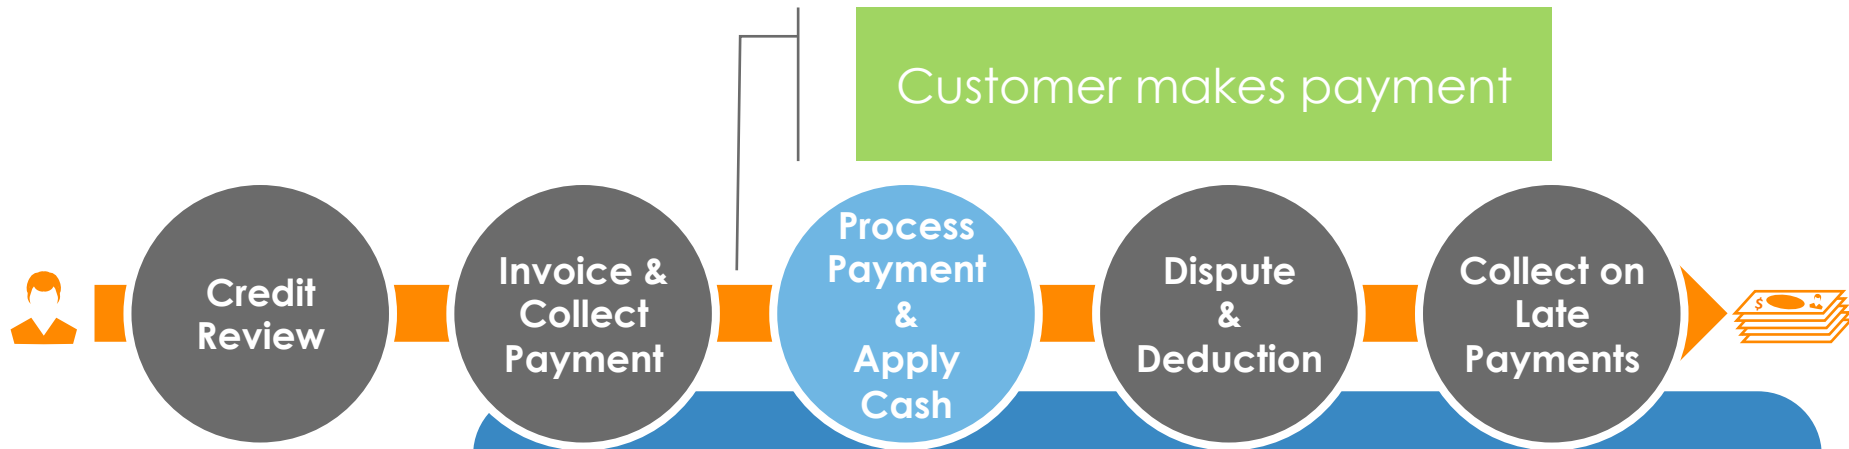 Customer makes payment
Credit
Review
Invoice &
Collect
Payment
Process
Payment
&
Apply
Cash
Dispute
&
Deduction
Collect on
Late
Payments
$